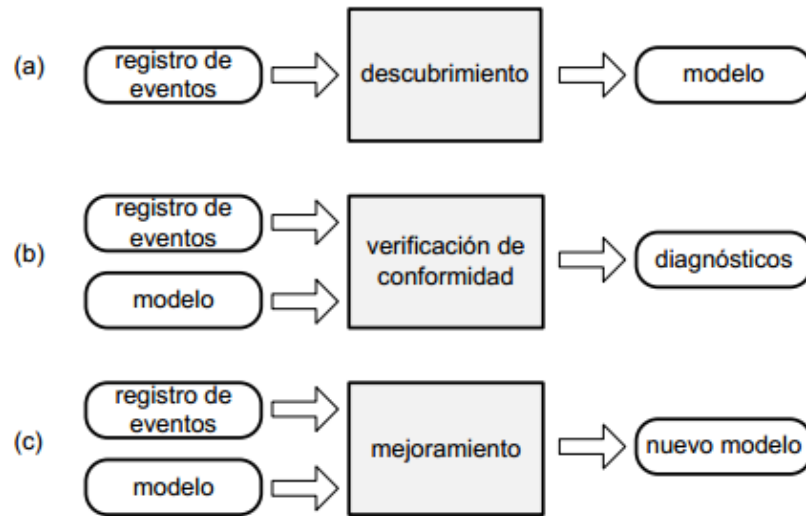 (a)
registro de
eventos
descubrimiento
modelo
(b)
registro de
eventos
modelo
verificación de
conformidad
diagnósticos
(c)
registro de
eventos
modelo
mejoramiento
nuevo modelo